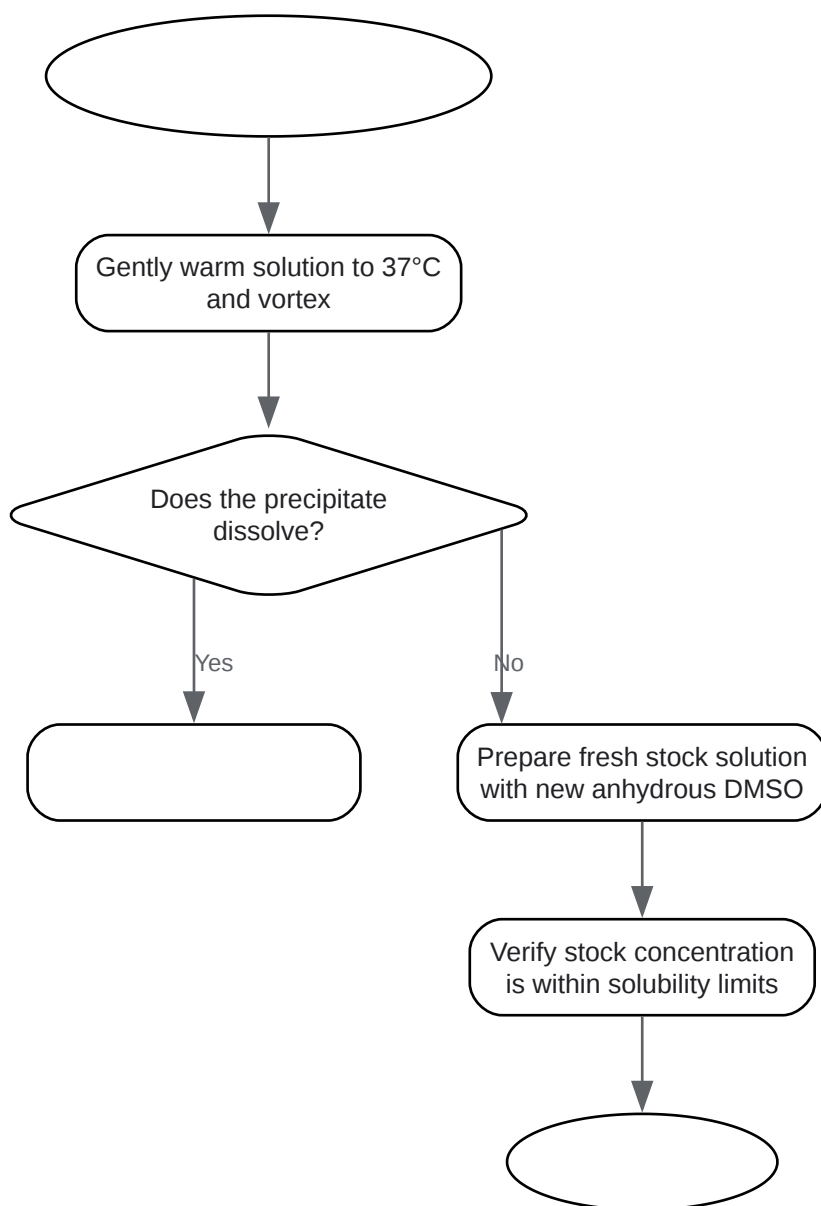 Gently warm solution to 37°C
and vortex
Does the precipitate
dissolve?
Yes
No
Prepare fresh stock solution
with new anhydrous DMSO
Verify stock concentration
is within solubility limits